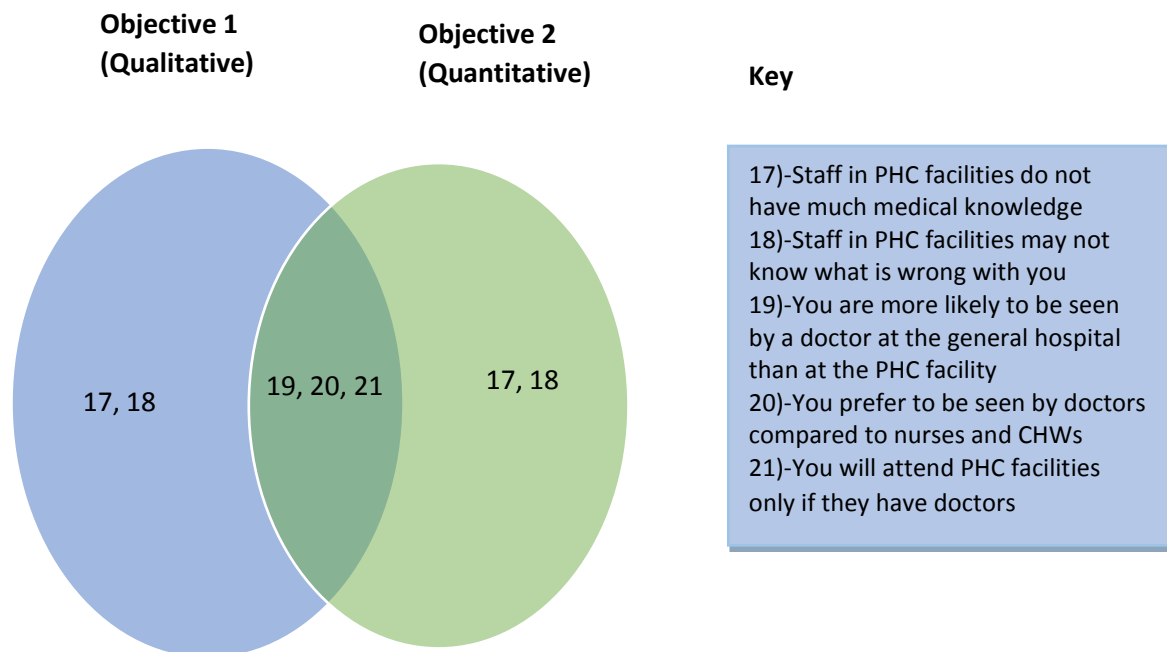 Objective 1
(Qualitative)
Objective 2
(Quantitative)
Key
17, 18
19, 20, 21
17, 18
17)-Staff in PHC facilities do not
have much medical knowledge
18)-Staff in PHC facilities may not
know what is wrong with you
19)-You are more likely to be seen
by a doctor at the general hospital
than at the PHC facility
20)-You prefer to be seen by doctors
compared to nurses and CHWs
21)-You will attend PHC facilities
only if they have doctors